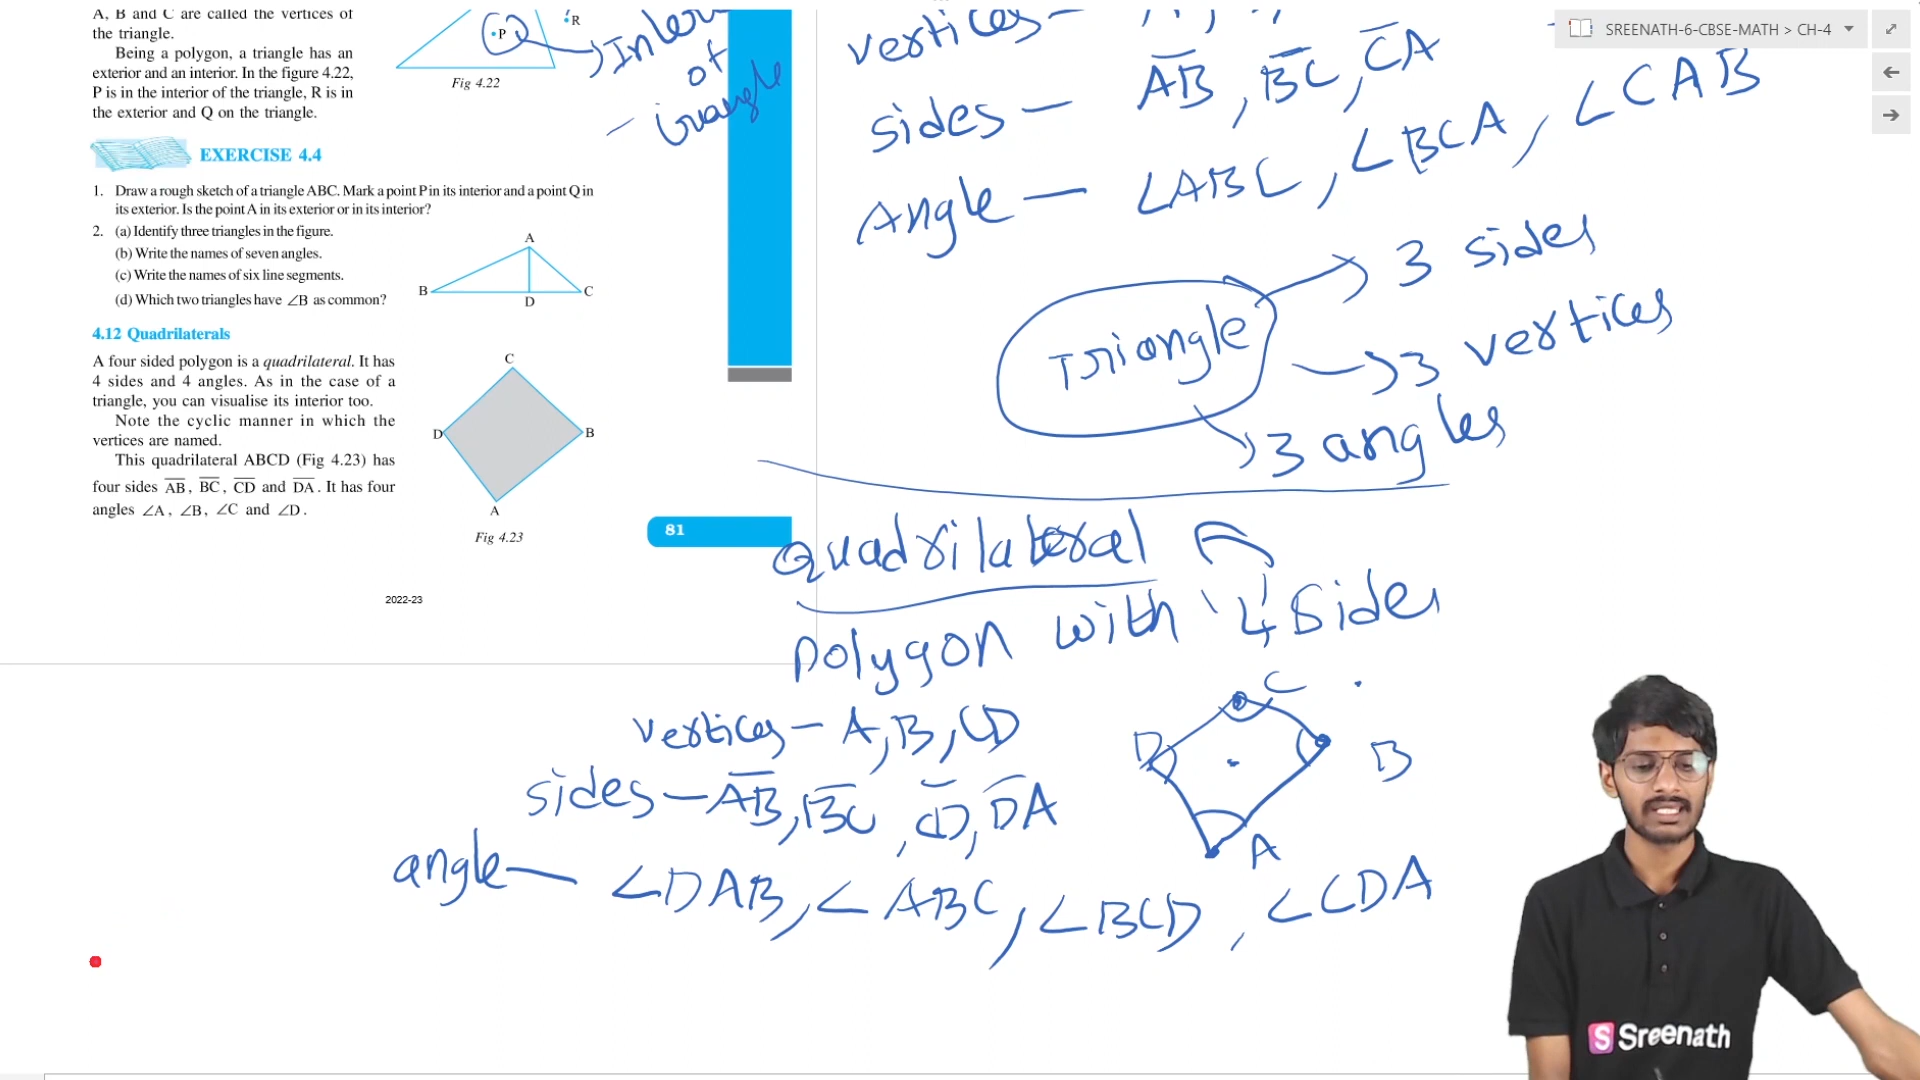 A, B and C are called the vertices of
the triangle.
Being a polygon, a triangle has an
exterior and an interior. In the figure 4.22,
P is in the interior of the triangle, R is in
the exterior and Q on the triangle.
P
R
Fig 4.22
of
triangle
EXERCISE 4.4
1. Draw a rough sketch of a triangle ABC. Mark a point P in its interior and a point Q in
its exterior. Is the point A in its exterior or in its interior?
2. (a) Identify three triangles in the figure.
(b) Write the names of seven angles.
(c) Write the names of six line segments.
(d) Which two triangles have ∠B as common?
A
B
D
C
4.12 Quadrilaterals
A four sided polygon is a quadrilateral. It has
4 sides and 4 angles. As in the case of a
triangle, you can visualise its interior too.
Note the cyclic manner in which the
vertices are named.
This quadrilateral ABCD (Fig 4.23) has
four sides AB, BC, CD and DA. It has four
angles ∠A, ∠B, ∠C and ∠D.
C
D
B
A
Fig 4.23
81
2022-23
SREENATH-6-CBSE-MATH > CH-4
vertices -
sides - AB, BC, CA
Angle - ∠ABC, ∠BCA, ∠CAB
Triangle
3 sides
3 vertices
3 angles
Quadrilateral
polygon with 4 sides
vertices - A, B, CD
sides - AB, BC, CD, DA
angle - ∠DAB, ∠ABC, ∠BCD, ∠CDA
C
D
B
A
S Sreenath